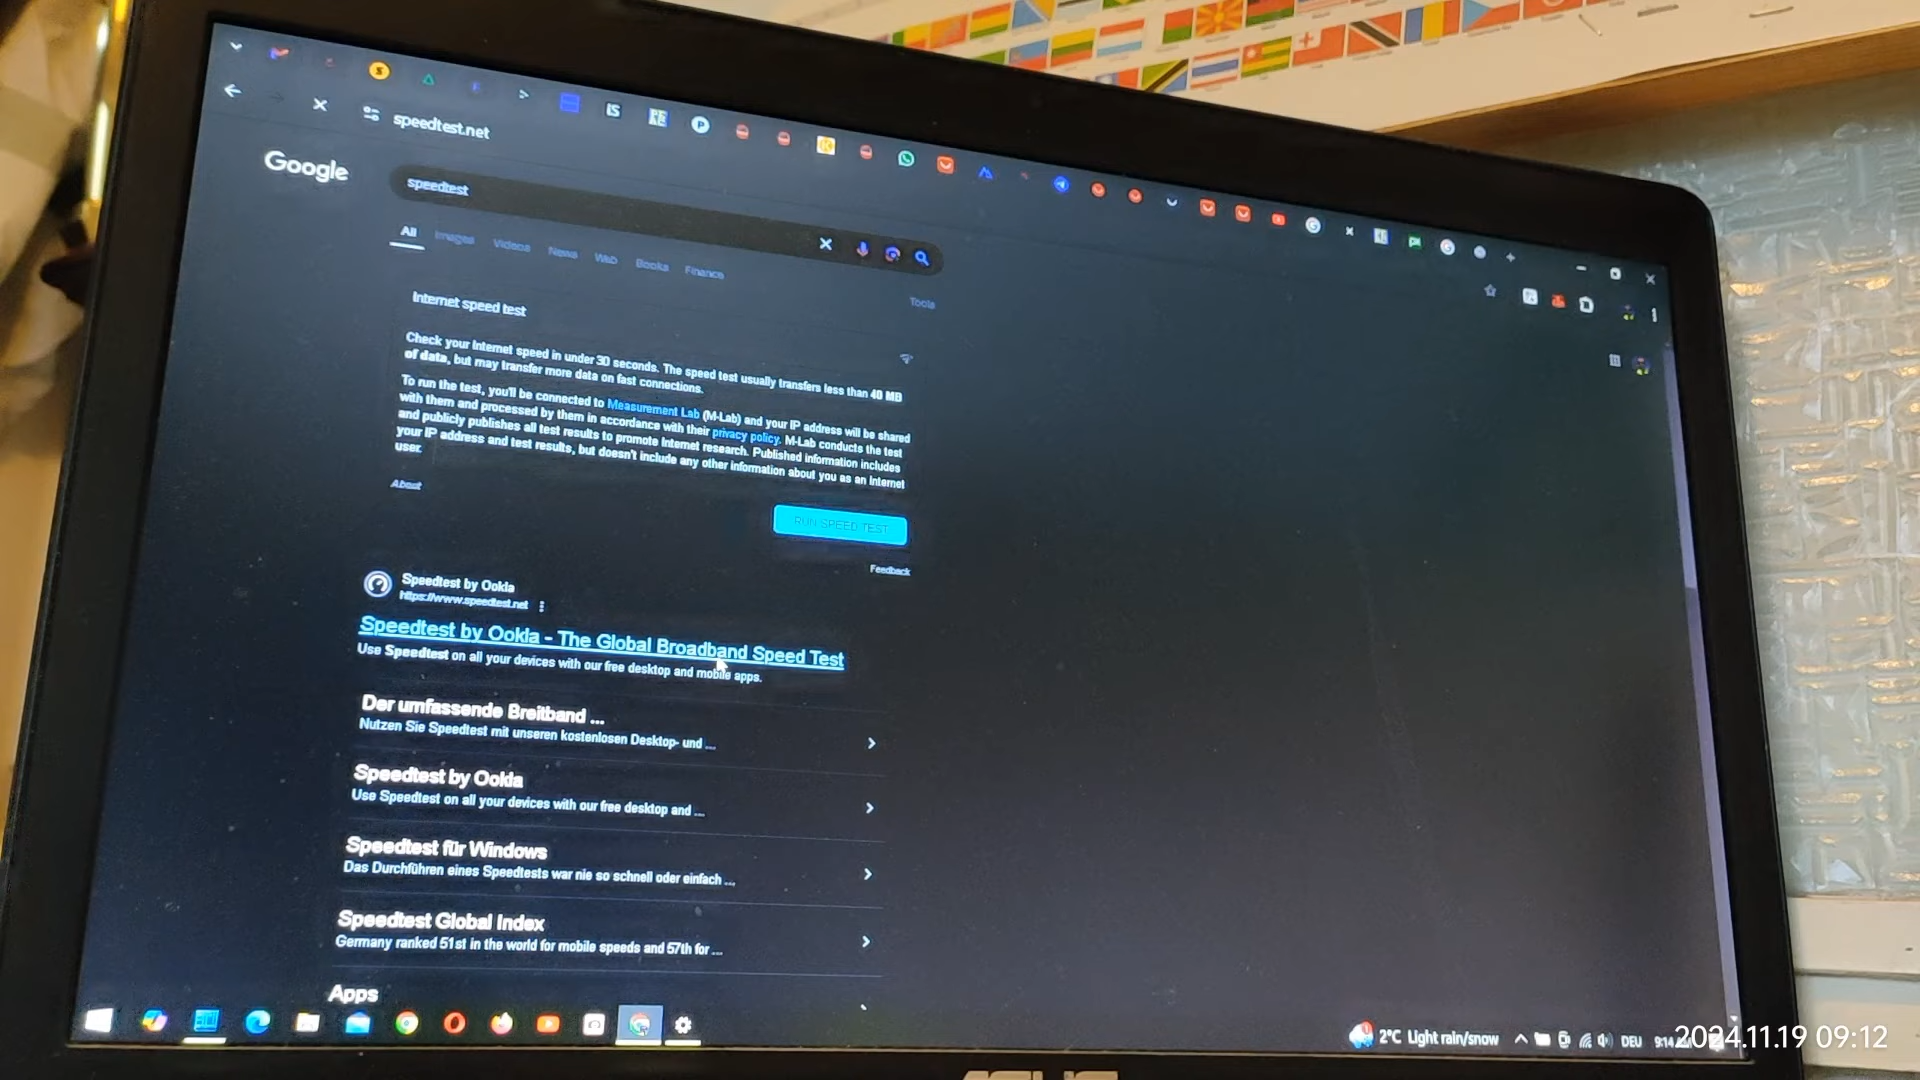 speedtest.net
Google
speedtest
All Images Videos News Web Books Finance
Tools
Internet speed test
Check your Internet speed in under 30 seconds. The speed test usually transfers less than 40 MB
of data, but may transfer more data on fast connections.
To run the test, you'll be connected to Measurement Lab (M-Lab) and your IP address will be shared
with them and processed by them in accordance with their privacy policy. M-Lab conducts the test
and publicly publishes all test results to promote Internet research. Published information includes
your IP address and test results, but doesn't include any other information about you as an Internet
user.
About
RUN SPEED TEST
Feedback
Speedtest by Ookla
https://www.speedtest.net
Speedtest by Ookla - The Global Broadband Speed Test
Use Speedtest on all your devices with our free desktop and mobile apps.
Der umfassende Breitband ...
Nutzen Sie Speedtest mit unseren kostenlosen Desktop- und ...
Speedtest by Ookla
Use Speedtest on all your devices with our free desktop and ...
Speedtest für Windows
Das Durchführen eines Speedtests war nie so schnell oder einfach ...
Speedtest Global Index
Germany ranked 51st in the world for mobile speeds and 57th for ...
Apps
2°C Light rain/snow
DEU
2024.11.19 09:12